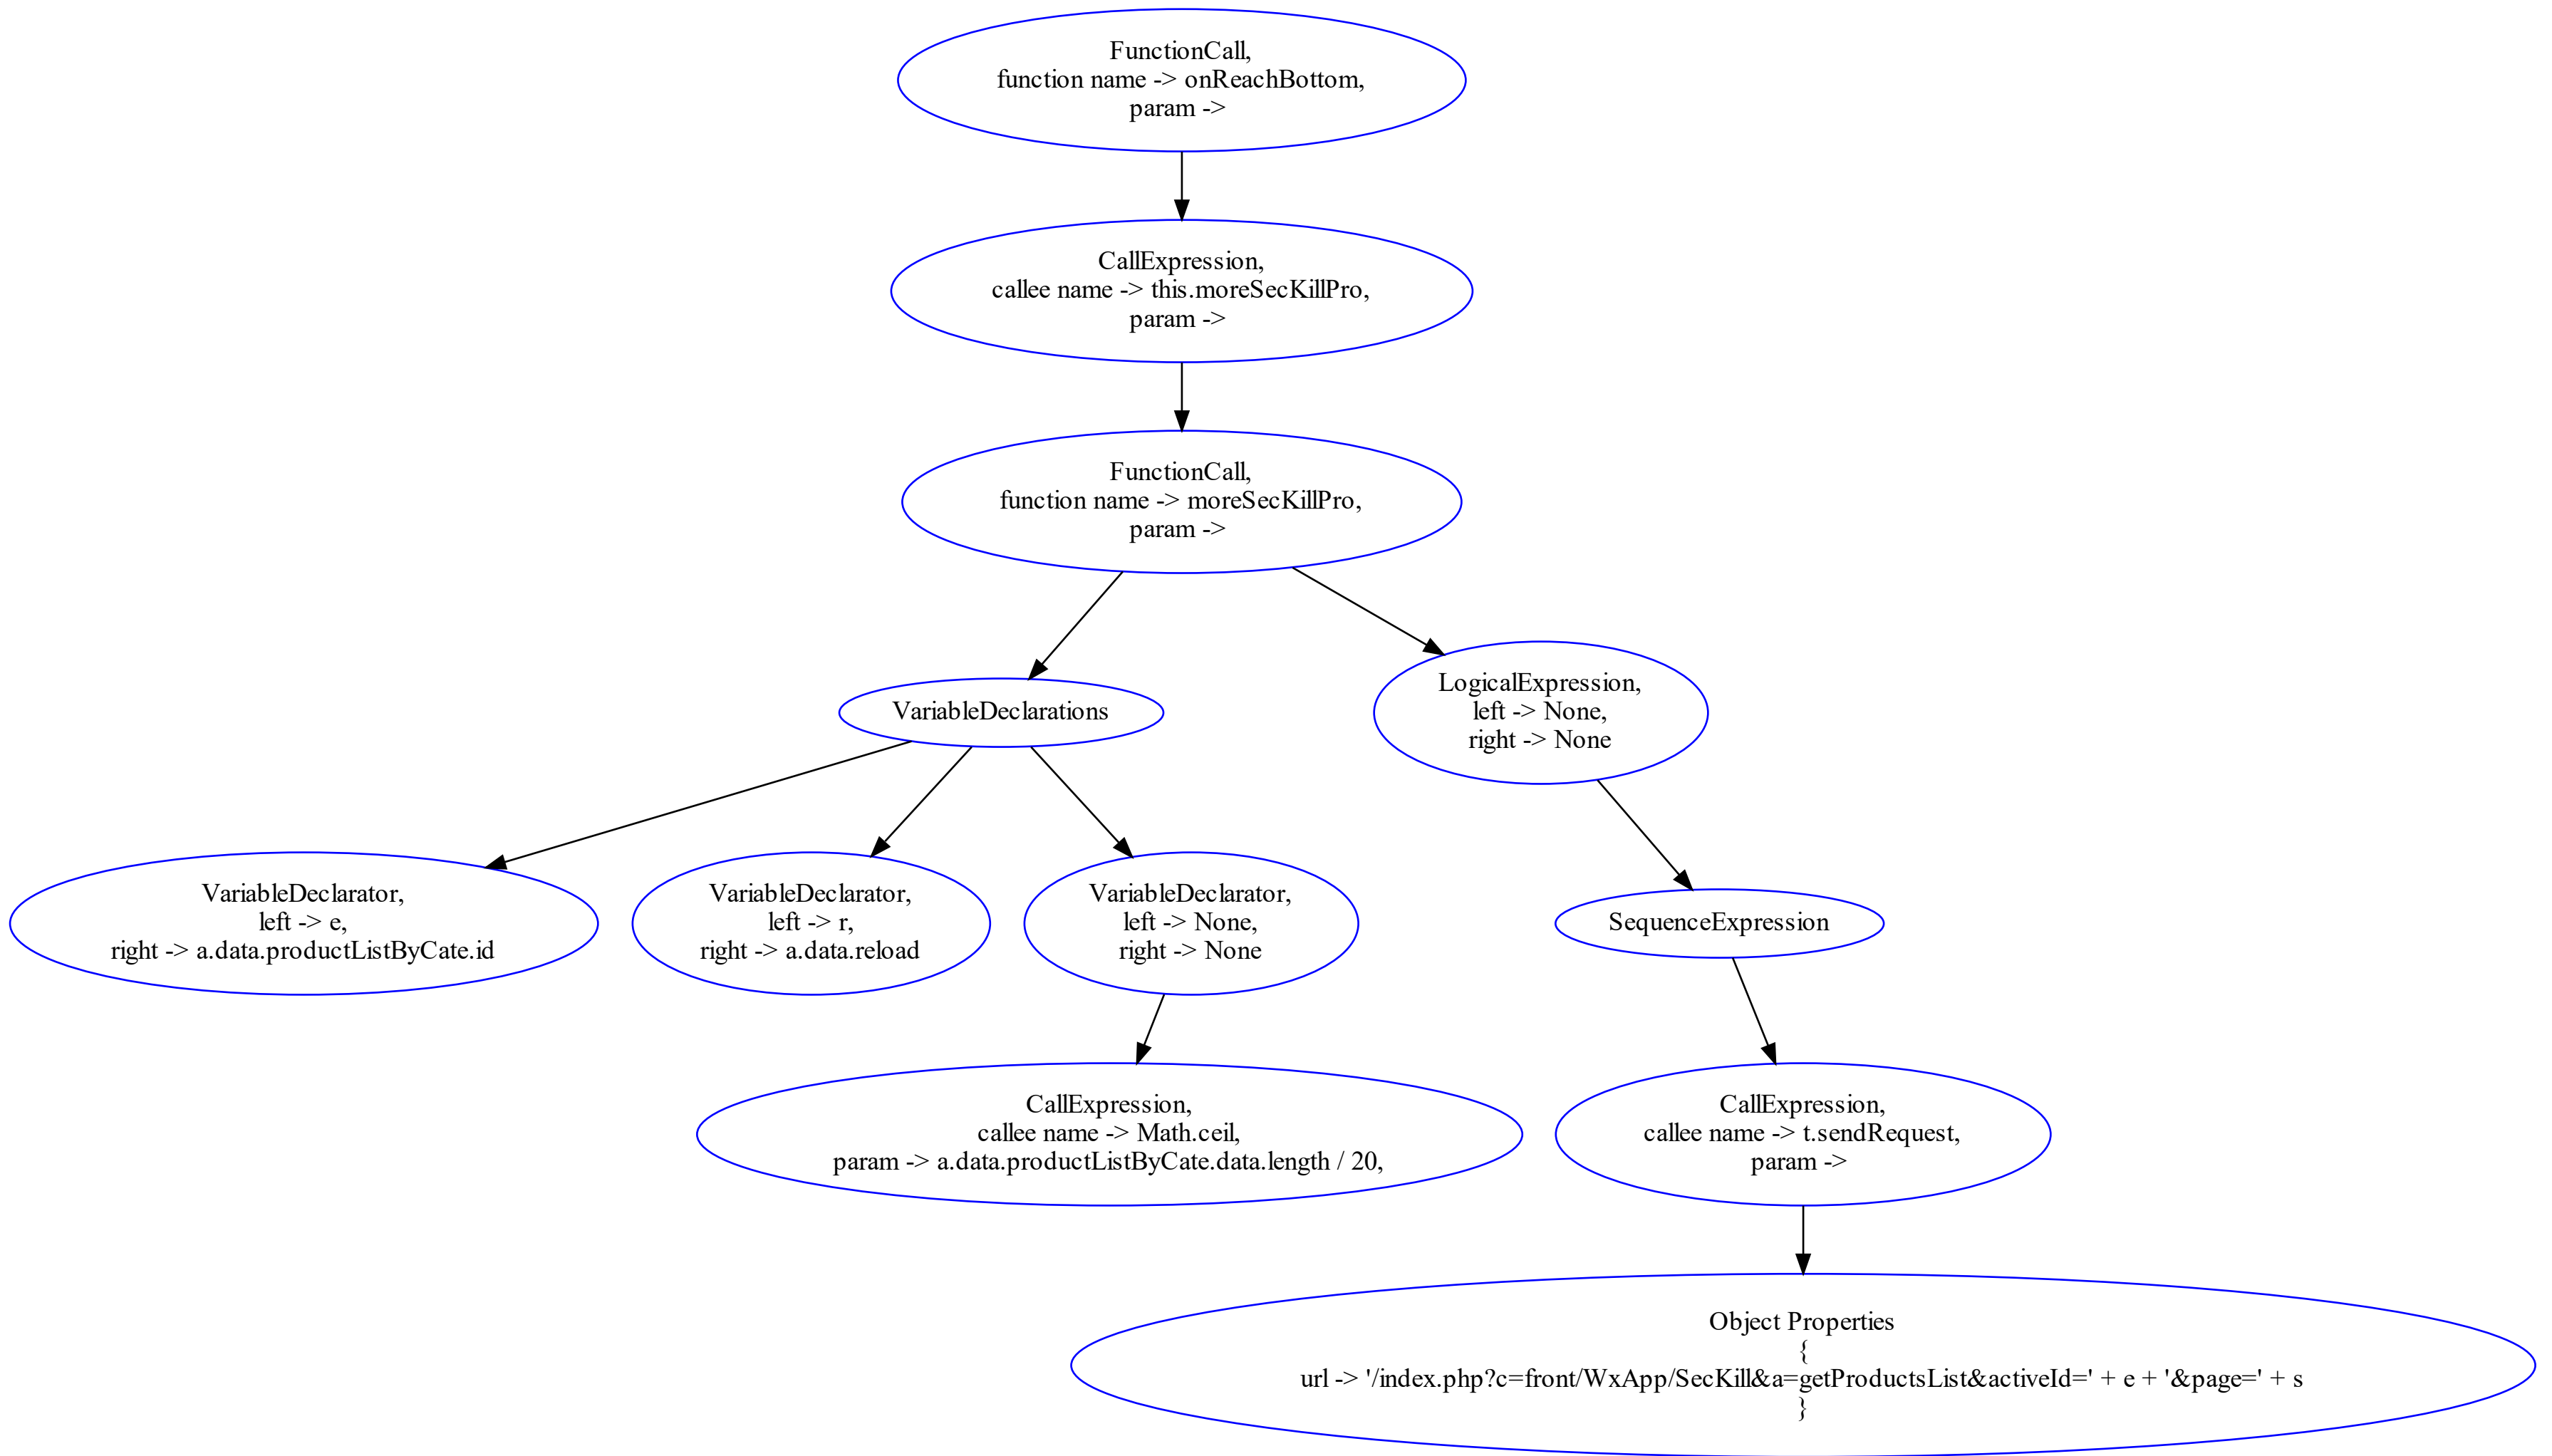 FunctionCall,
function name -> onReachBottom,
param ->
CallExpression,
callee name -> this.moreSecKillPro,
param ->
FunctionCall,
function name -> moreSecKillPro,
param ->
VariableDeclarations
LogicalExpression,
left -> None,
right -> None
VariableDeclarator,
left -> e,
right -> a.data.productListByCate.id
VariableDeclarator,
left -> r,
right -> a.data.reload
VariableDeclarator,
left -> None,
right -> None
SequenceExpression
CallExpression,
callee name -> Math.ceil,
param -> a.data.productListByCate.data.length / 20,
CallExpression,
callee name -> t.sendRequest,
param ->
Object Properties
{
url -> '/index.php?c=front/WxApp/SecKill&a=getProductsList&activeId=' + e + '&page=' + s
}